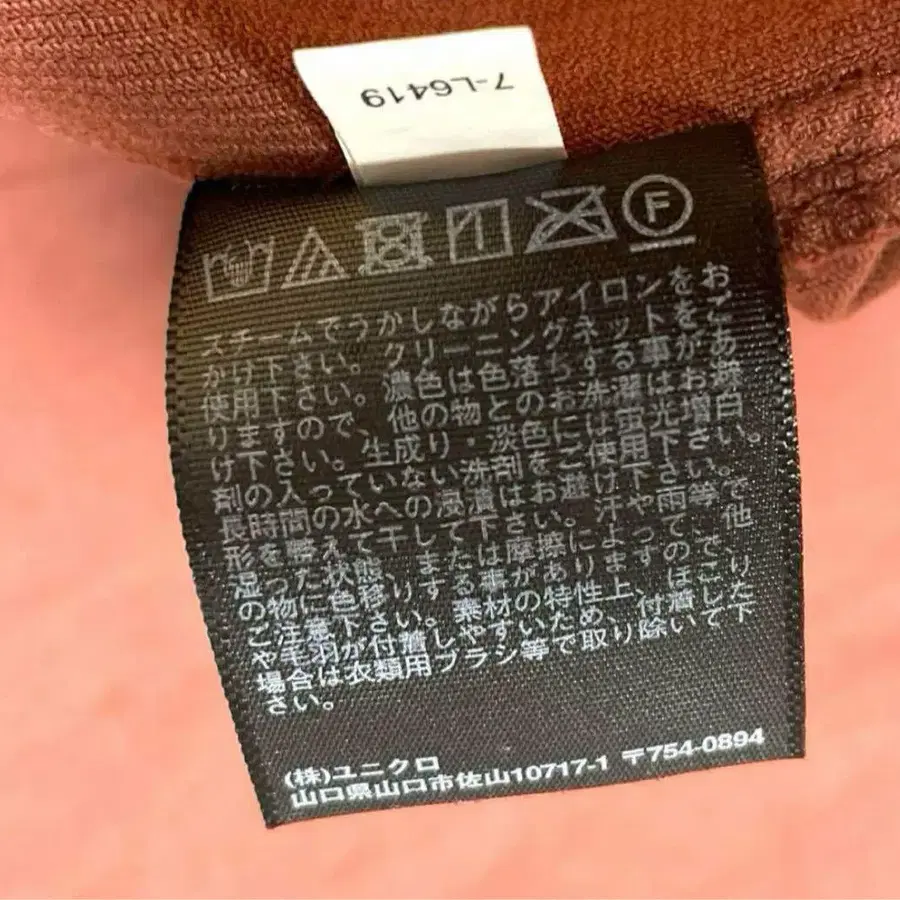 7-L6419
F
スチームでうかしながらアイロンをお
かけ下さい。クリーニングネットをご
使用下さい。濃色は色落ちする事があ
りますので、他の物とのお洗濯はお避
け下さい。生成り・淡色には蛍光増白
剤の入っていない洗剤をご使用下さい。
長時間の水への浸漬はお避け下さい。
形を整えて干して下さい。汗や雨等で
湿った状態、または摩擦によって、他
の物に色移りする事がありますので、
ご注意下さい。素材の特性上、ほこり
や毛羽が付着しやすいため、付着した
場合は衣類用ブラシ等で取り除いて下
さい。
(株)ユニクロ
山口県山口市佐山10717-1 〒754-0894